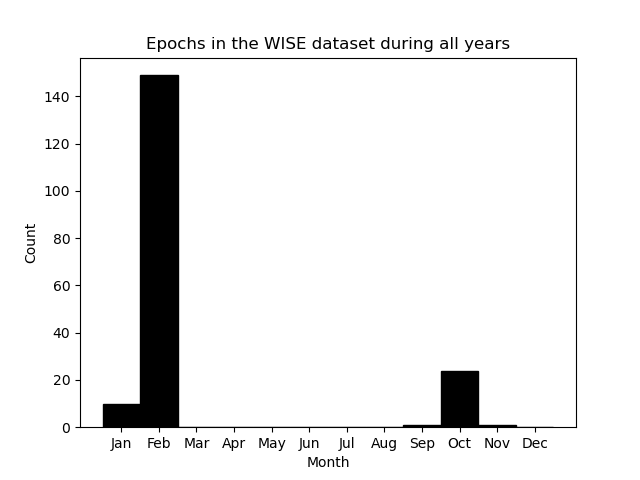 Epochs in the WISE dataset during all years
140
120
100
80
60
40
20
0
Count
Jan Feb Mar Apr May Jun Jul Aug Sep Oct Nov Dec
Month